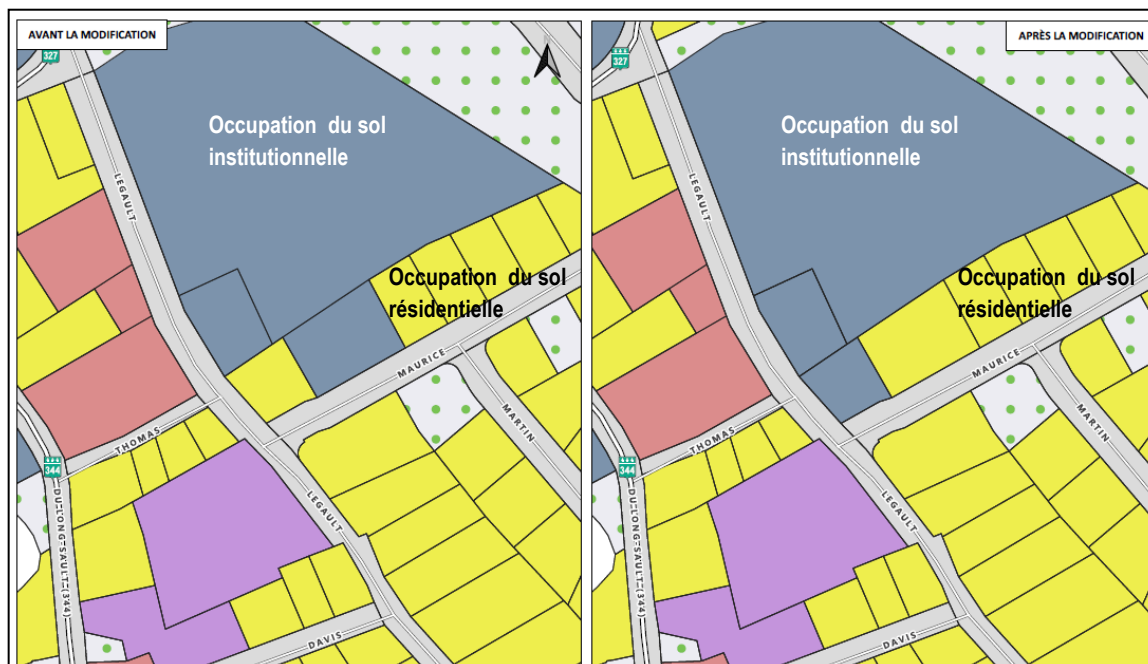 AVANT LA MODIFICATION
327
Occupation du sol
institutionnelle
LEGAULT
Occupation du sol
résidentielle
MAURICE
MARTIN
THOMAS
344
LEGAULT
DU LONG-SAULT (344)
DAVIS
APRÈS LA MODIFICATION
327
Occupation du sol
institutionnelle
LEGAULT
Occupation du sol
résidentielle
MAURICE
MARTIN
THOMAS
344
LEGAULT
DU LONG-SAULT (344)
DAVIS